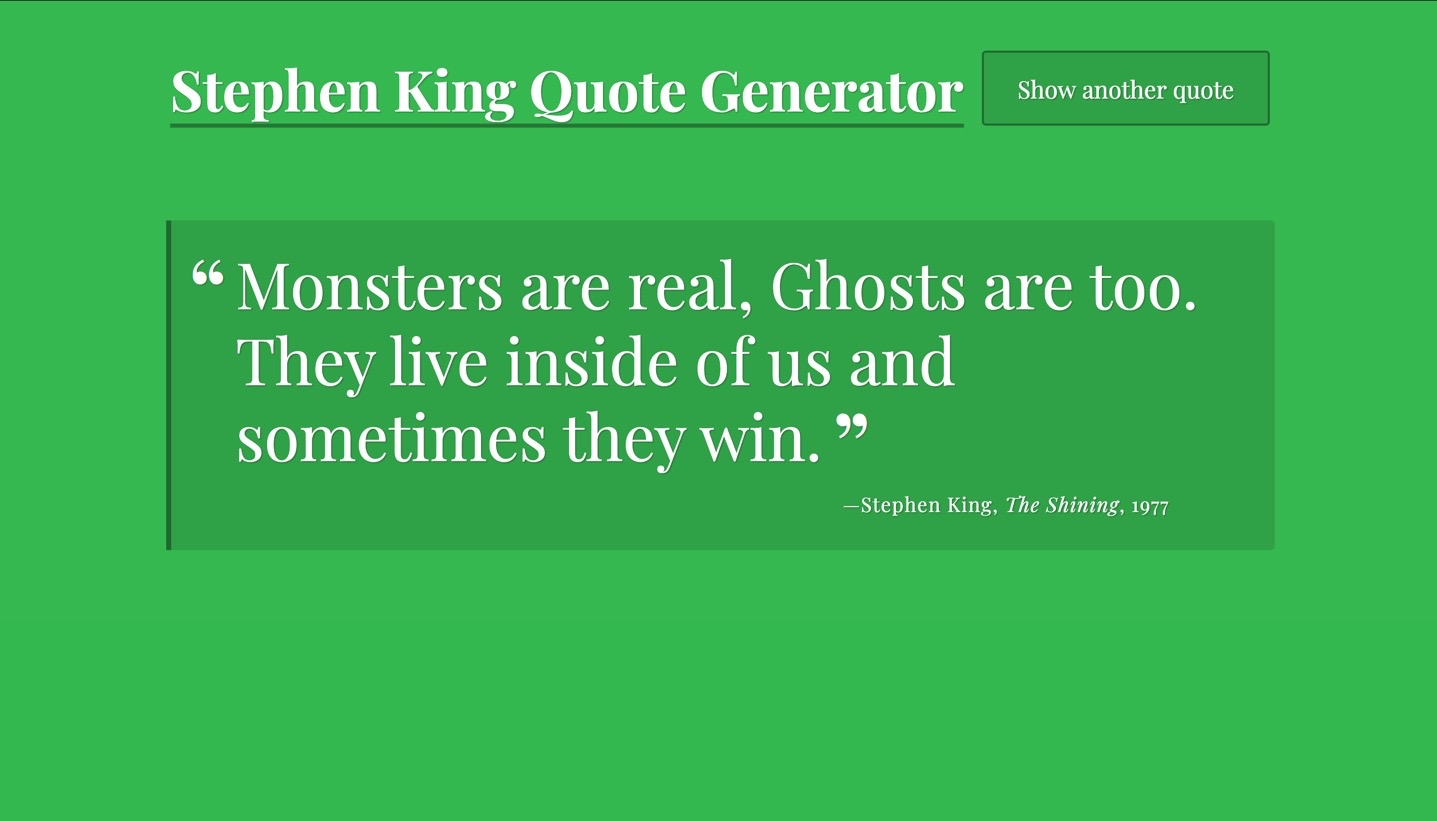 Stephen King Quote Generator
Show another quote
“Monsters are real, Ghosts are too.
They live inside of us and
sometimes they win.”
—Stephen King, The Shining, 1977